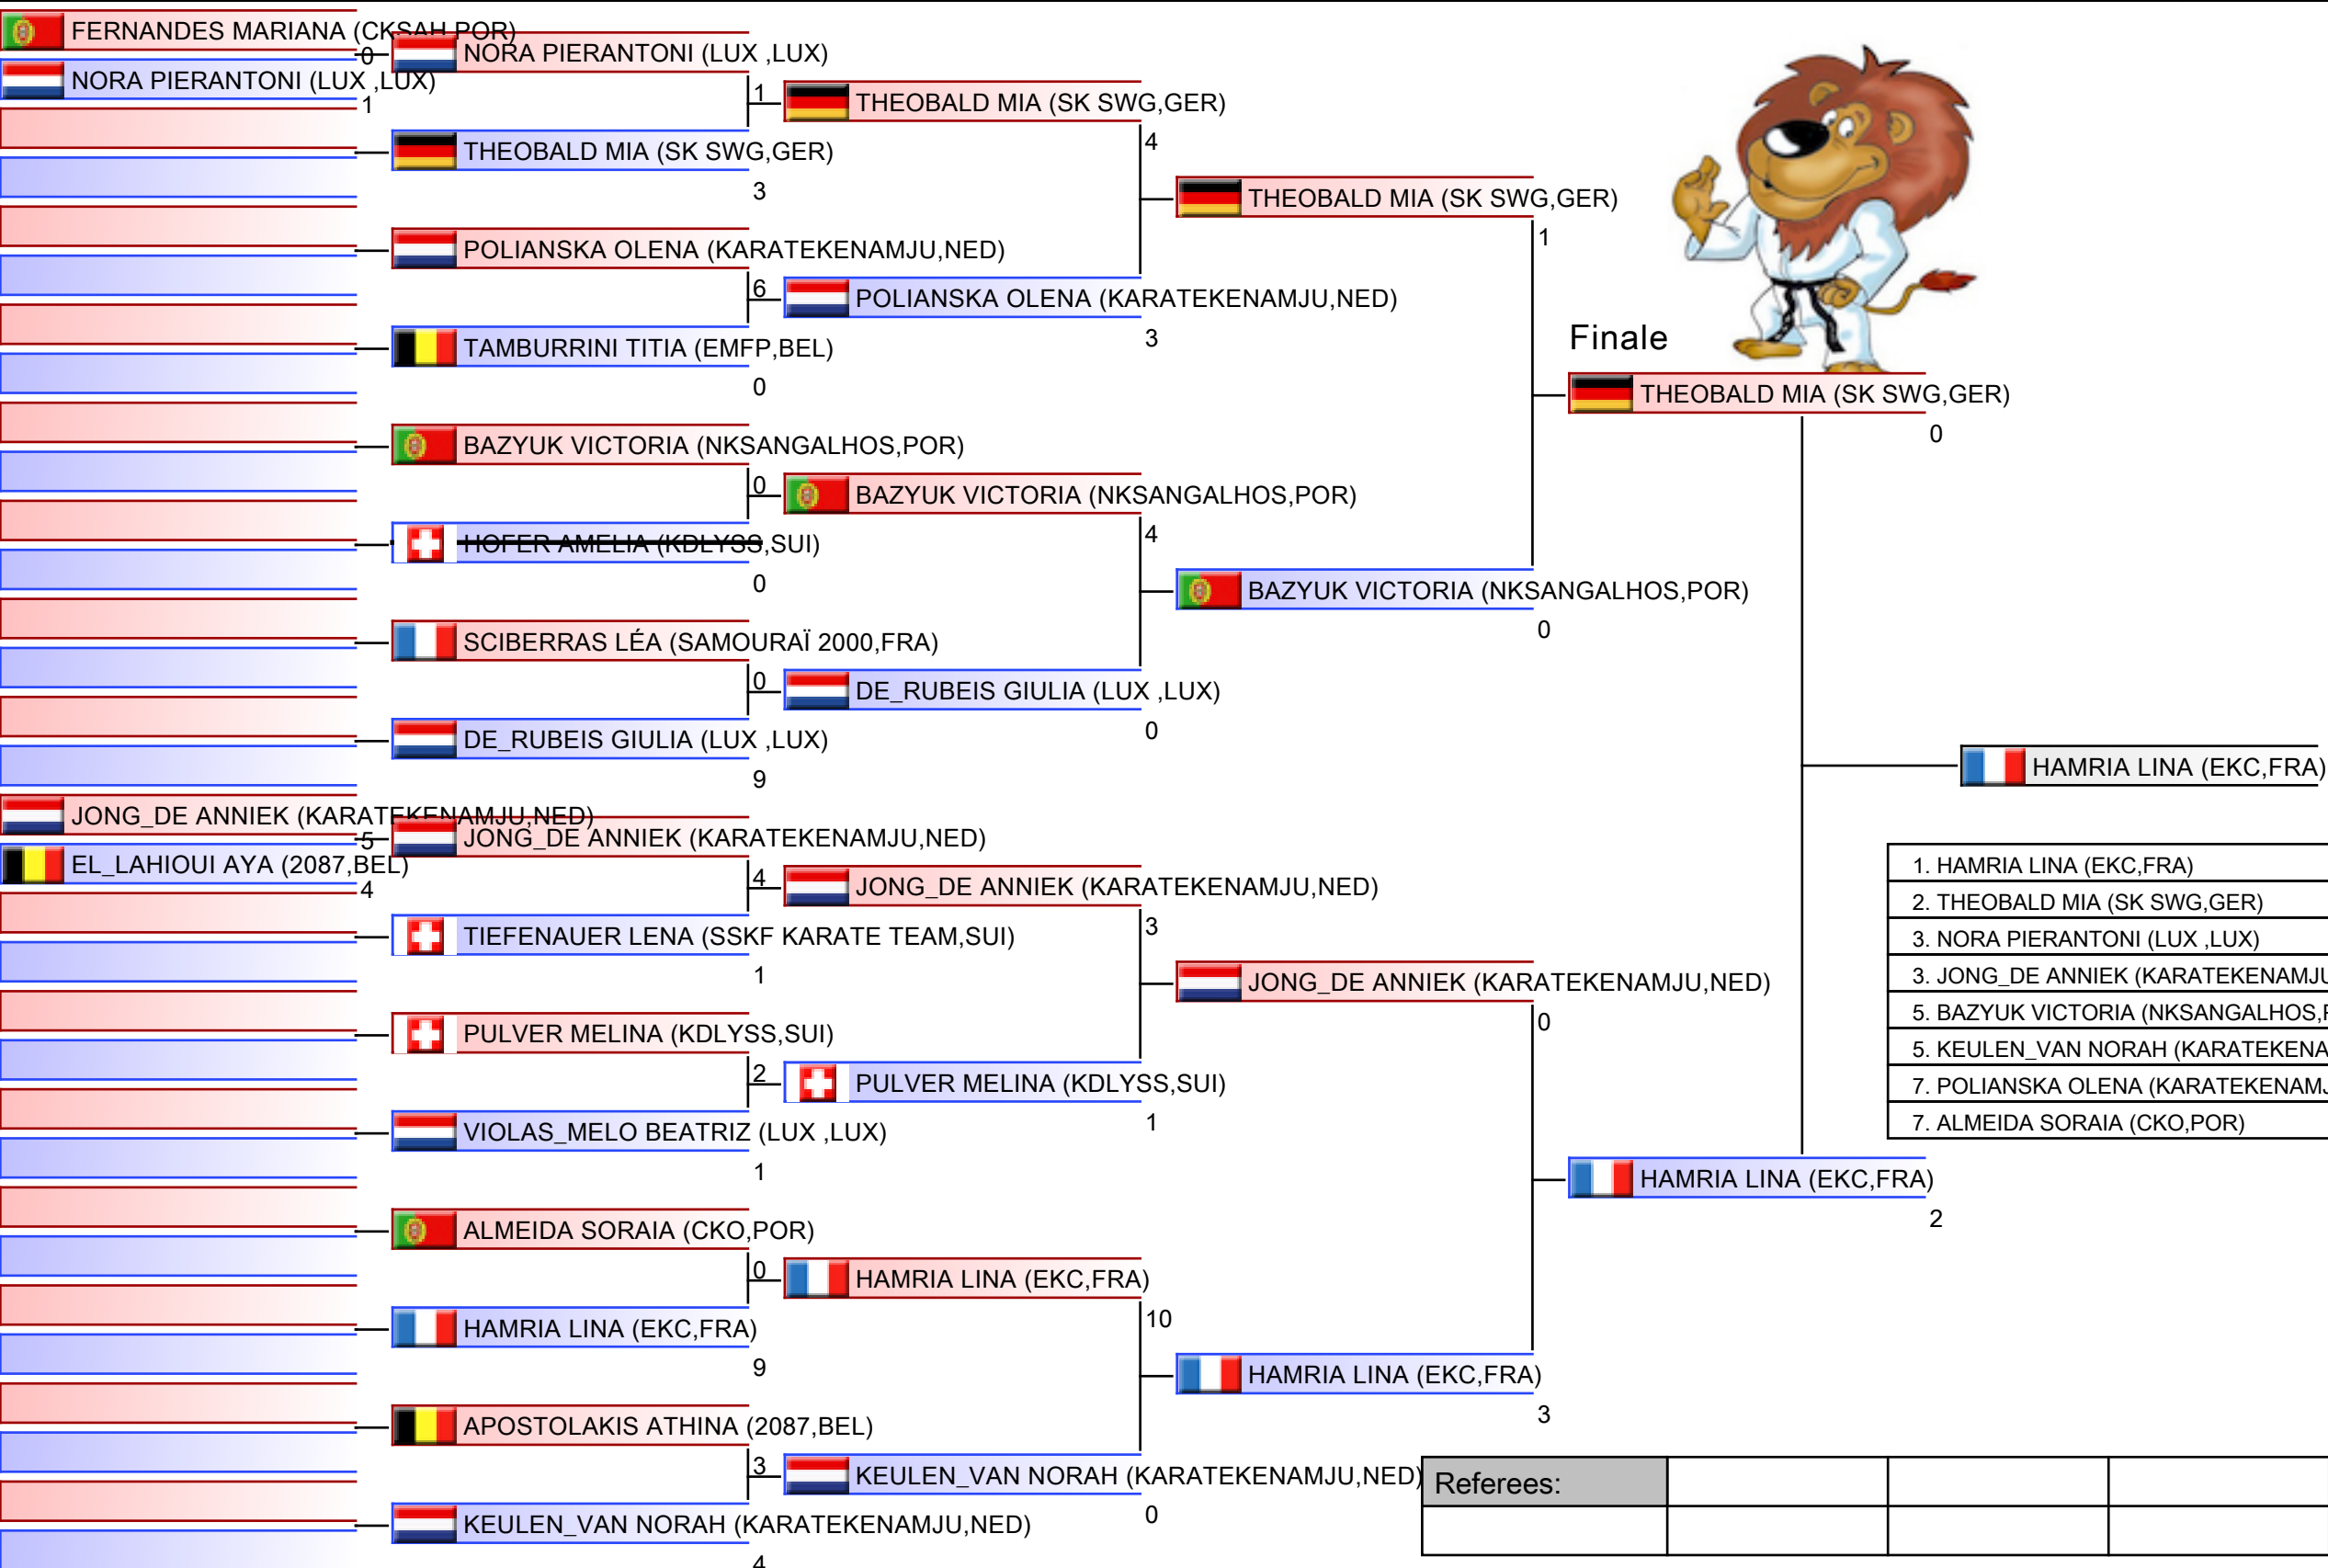 FERNANDES MARIANA (CKSAH,POR)
0
NORA PIERANTONI (LUX ,LUX)
1
JONG_DE ANNIEK (KARATEKENAMJU,NED)
5
EL_LAHIOUI AYA (2087,BEL)
4
NORA PIERANTONI (LUX ,LUX)
1
THEOBALD MIA (SK SWG,GER)
3
POLIANSKA OLENA (KARATEKENAMJU,NED)
6
TAMBURRINI TITIA (EMFP,BEL)
0
BAZYUK VICTORIA (NKSANGALHOS,POR)
0
HOFER AMELIA (KDLYSS,SUI)
0
SCIBERRAS LÉA (SAMOURAÏ 2000,FRA)
0
DE_RUBEIS GIULIA (LUX ,LUX)
9
JONG_DE ANNIEK (KARATEKENAMJU,NED)
4
TIEFENAUER LENA (SSKF KARATE TEAM,SUI)
1
PULVER MELINA (KDLYSS,SUI)
2
VIOLAS_MELO BEATRIZ (LUX ,LUX)
1
ALMEIDA SORAIA (CKO,POR)
0
HAMRIA LINA (EKC,FRA)
9
APOSTOLAKIS ATHINA (2087,BEL)
3
KEULEN_VAN NORAH (KARATEKENAMJU,NED)
4
THEOBALD MIA (SK SWG,GER)
4
POLIANSKA OLENA (KARATEKENAMJU,NED)
3
BAZYUK VICTORIA (NKSANGALHOS,POR)
4
DE_RUBEIS GIULIA (LUX ,LUX)
0
JONG_DE ANNIEK (KARATEKENAMJU,NED)
3
PULVER MELINA (KDLYSS,SUI)
1
HAMRIA LINA (EKC,FRA)
10
KEULEN_VAN NORAH (KARATEKENAMJU,NED)
0
THEOBALD MIA (SK SWG,GER)
1
BAZYUK VICTORIA (NKSANGALHOS,POR)
0
JONG_DE ANNIEK (KARATEKENAMJU,NED)
0
HAMRIA LINA (EKC,FRA)
3
Finale
THEOBALD MIA (SK SWG,GER)
0
HAMRIA LINA (EKC,FRA)
2
HAMRIA LINA (EKC,FRA)
1. HAMRIA LINA (EKC,FRA)
2. THEOBALD MIA (SK SWG,GER)
3. NORA PIERANTONI (LUX ,LUX)
3. JONG_DE ANNIEK (KARATEKENAMJU
5. BAZYUK VICTORIA (NKSANGALHOS,
5. KEULEN_VAN NORAH (KARATEKENA
7. POLIANSKA OLENA (KARATEKENAM
7. ALMEIDA SORAIA (CKO,POR)
Referees: